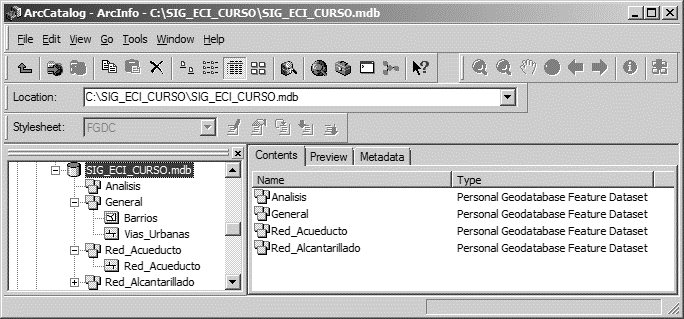 ArcCatalog - ArcInfo - C:\SIG_ECI_CURSO\SIG_ECI_CURSO.mdb
File Edit View Go Tools Window Help
Location: C:\SIG_ECI_CURSO\SIG_ECI_CURSO.mdb
Stylesheet: FGDC
SIG_ECI_CURSO.mdb
Analisis
General
Barrios
Vias_Urbanas
Red_Acueducto
Red_Acueducto
Red_Alcantarillado
Contents Preview Metadata
Name Type
Analisis Personal Geodatabase Feature Dataset
General Personal Geodatabase Feature Dataset
Red_Acueducto Personal Geodatabase Feature Dataset
Red_Alcantarillado Personal Geodatabase Feature Dataset